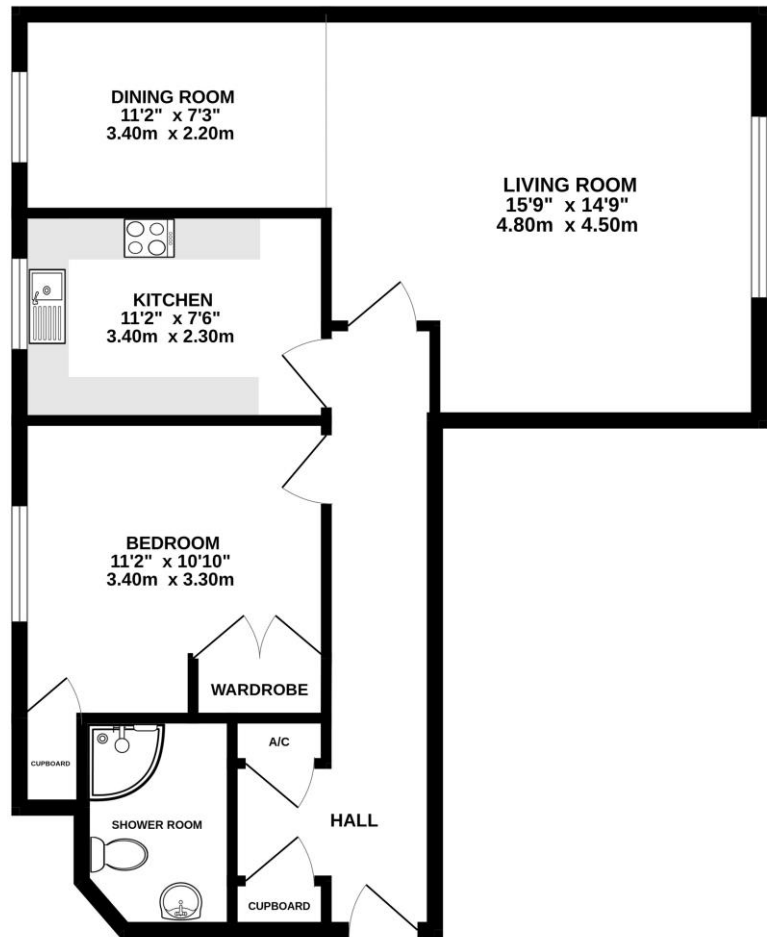 DINING ROOM
11'2" x 7'3"
3.40m x 2.20m
LIVING ROOM
15'9" x 14'9"
4.80m x 4.50m
KITCHEN
11'2" x 7'6"
3.40m x 2.30m
BEDROOM
11'2" x 10'10"
3.40m x 3.30m
WARDROBE
A/C
CUPBOARD
SHOWER ROOM
HALL
CUPBOARD